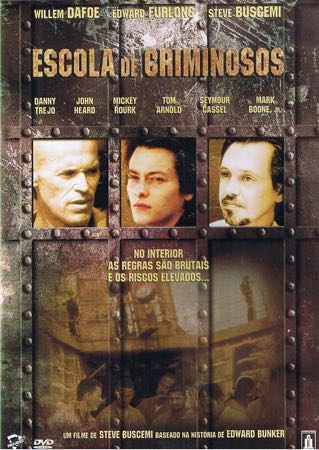 WILLEM DAFOE EDWARD FURLONG STEVE BUSCEMI
ESCOLA DE CRIMINOSOS
DANNY TREJO
JOHN HEARD
MICKEY ROURK
TOM ARNOLD
SEYMOUR CASSEL
MARK BOONE, Jr.
NO INTERIOR
AS REGRAS SÃO BRUTAIS
E OS RISCOS ELEVADOS...
DVD
UM FILME DE STEVE BUSCEMI BASEADO NA HISTÓRIA DE EDWARD BUNKER